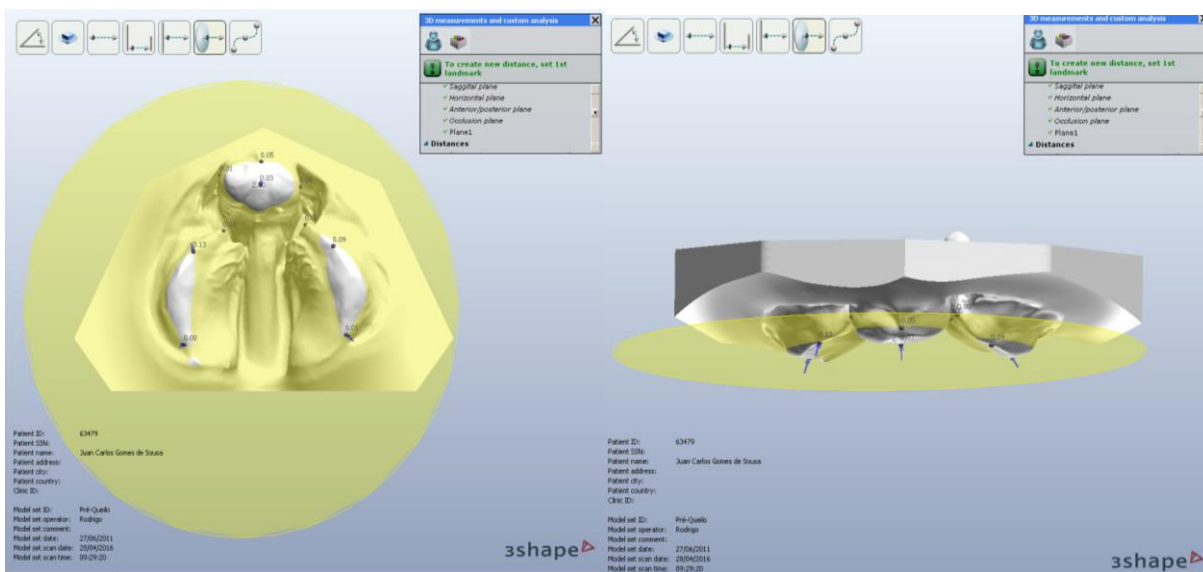 3D measurements and custom analysis
To create new distance, set 1st
landmark
Saggital plane
Horizontal plane
Anterior/posterior plane
Occlusion plane
Plane1
Distances
0.05
0.03
0.13
0.09
0.01
Patient ID: 63479
Patient SSN:
Patient name: Juan Carlos Gomes de Sousa
Patient address:
Patient city:
Patient country:
Clinic ID:
Model set ID: Pré-Queilo
Model set operator: Rodrigo
Model set comment:
Model set date: 27/06/2011
Model set scan date: 28/04/2016
Model set scan time: 09:29:20
3shape
3D measurements and custom analysis
To create new distance, set 1st
landmark
Saggital plane
Horizontal plane
Anterior/posterior plane
Occlusion plane
Plane1
Distances
0.05
Patient ID: 63479
Patient SSN:
Patient name: Juan Carlos Gomes de Sousa
Patient address:
Patient city:
Patient country:
Clinic ID:
Model set ID: Pré-Queilo
Model set operator: Rodrigo
Model set comment:
Model set date: 27/06/2011
Model set scan date: 28/04/2016
Model set scan time: 09:29:20
3shape